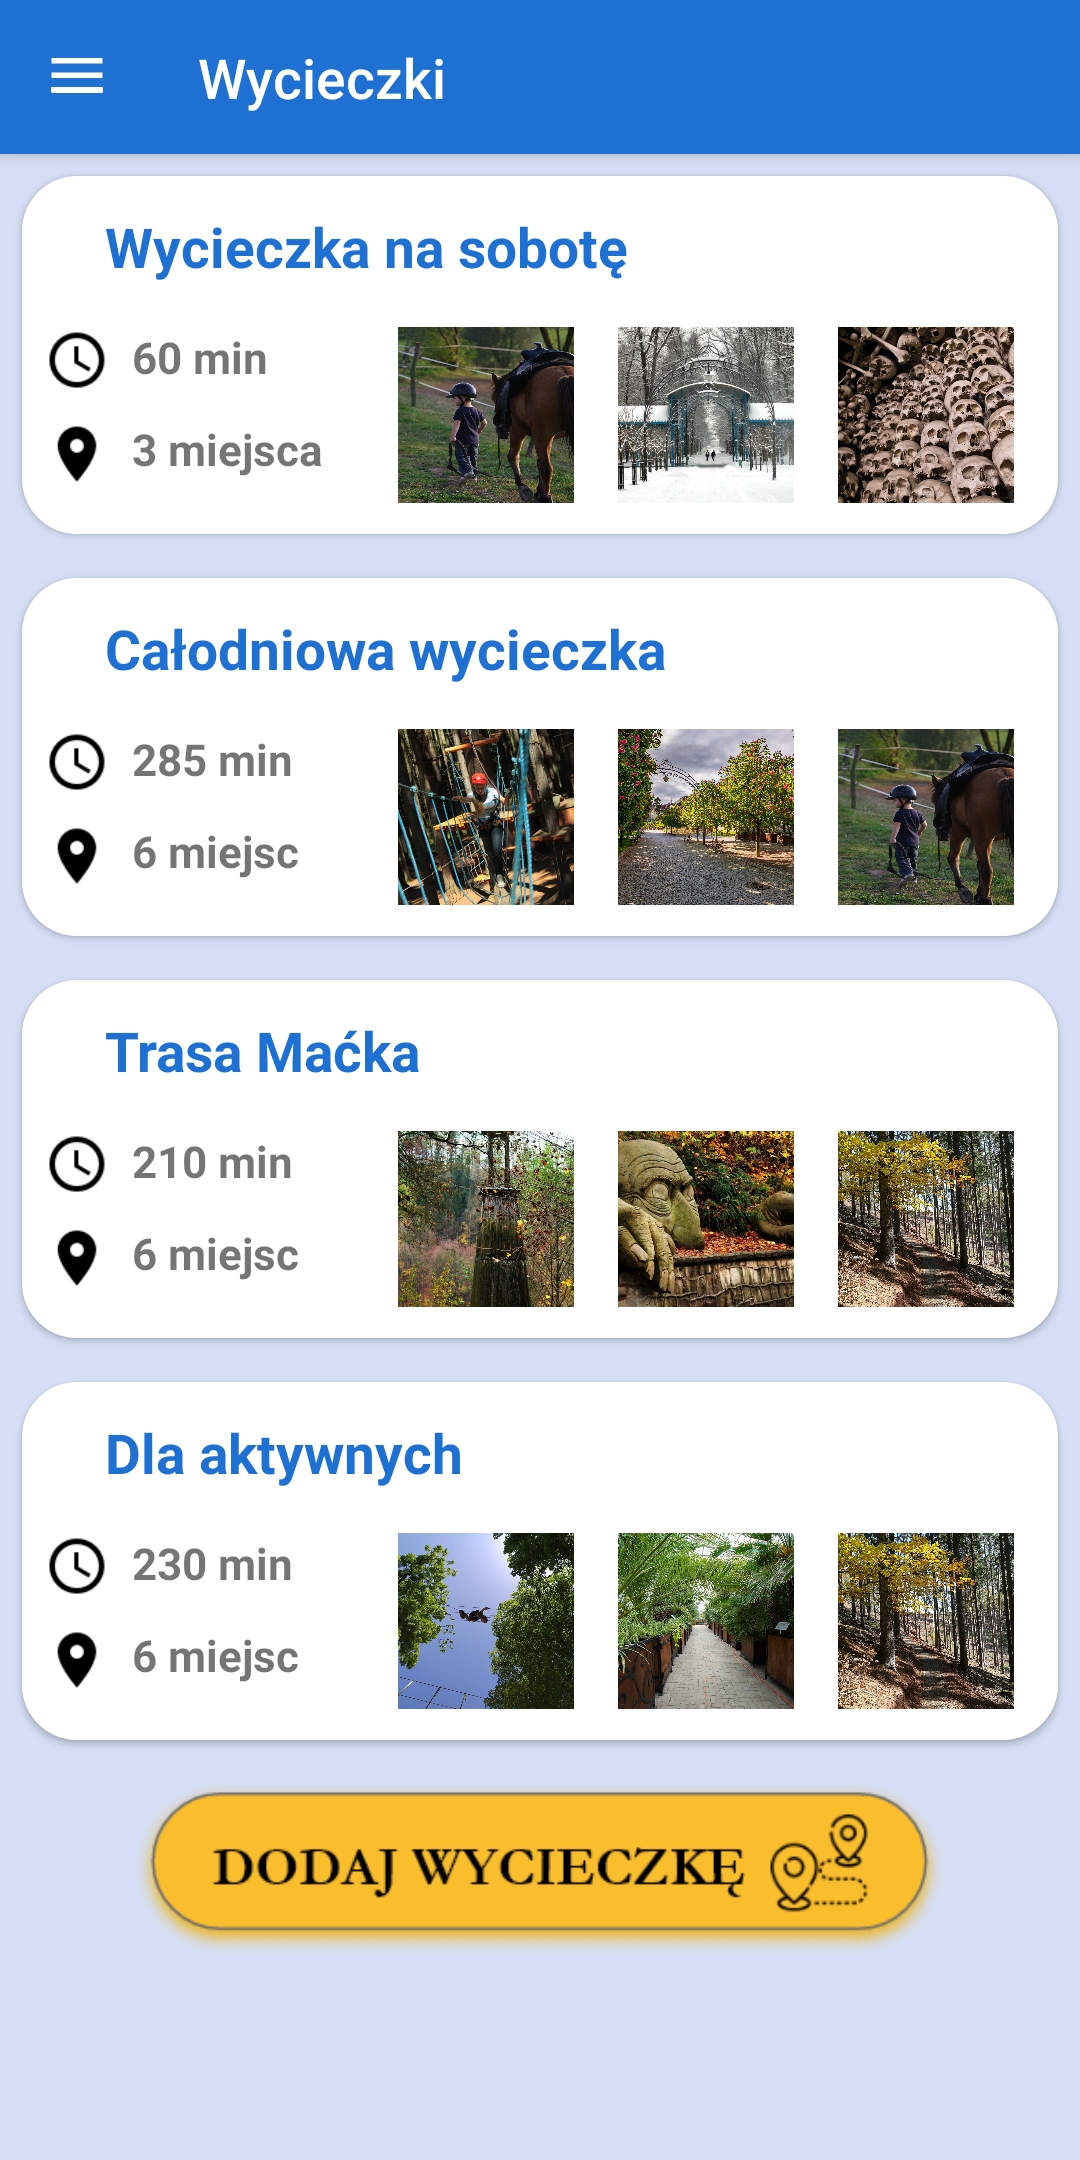 Wycieczki
Wycieczka na sobotę
60 min
3 miejsca
Całodniowa wycieczka
285 min
6 miejsc
Trasa Maćka
210 min
6 miejsc
Dla aktywnych
230 min
6 miejsc
DODAJ WYCIECZKĘ